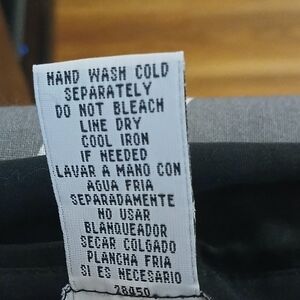 HAND WASH COLD
SEPARATELY
DO NOT BLEACH
LINE DRY
COOL IRON
IF NEEDED
LAVAR A MANO CON
AGUA FRIA
SEPARADAMENTE
NO USAR
BLANQUEADOR
SECAR COLGADO
PLANCHA FRIA
SI ES NECESARIO
28450